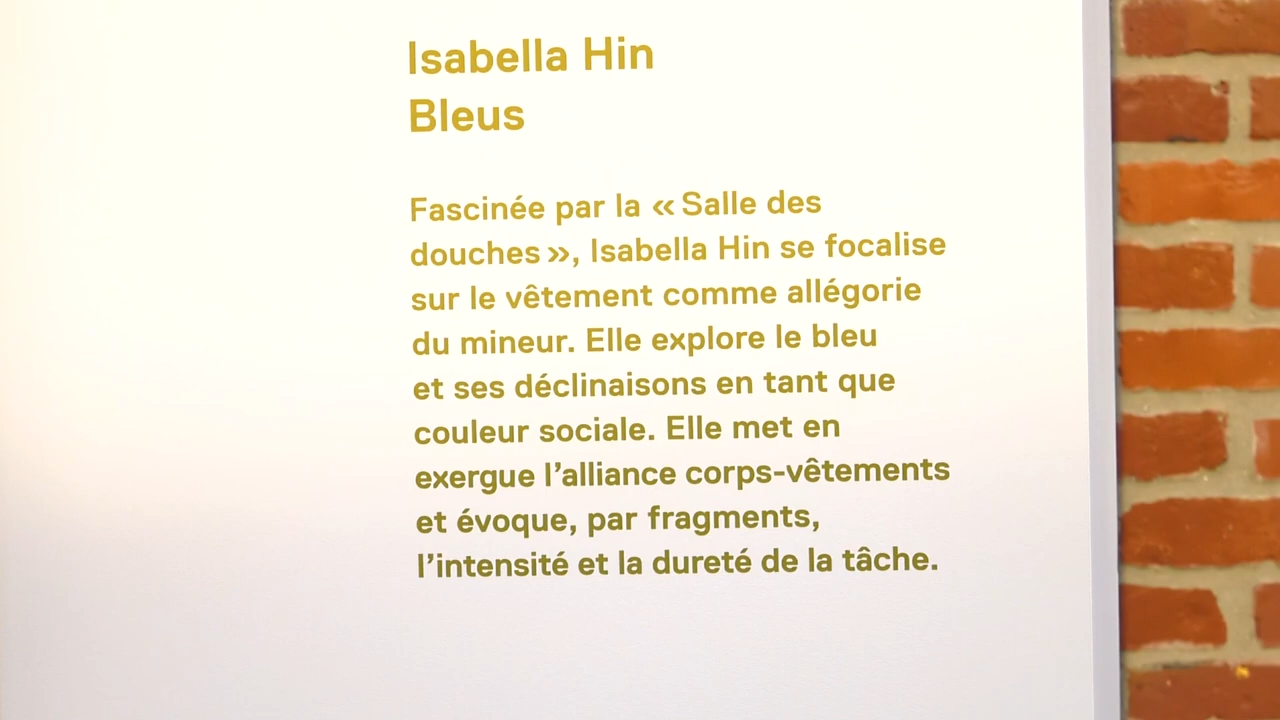 Isabella Hin
Bleus
Fascinée par la « Salle des
douches », Isabella Hin se focalise
sur le vêtement comme allégorie
du mineur. Elle explore le bleu
et ses déclinaisons en tant que
couleur sociale. Elle met en
exergue l’alliance corps-vêtements
et évoque, par fragments,
l’intensité et la dureté de la tâche.